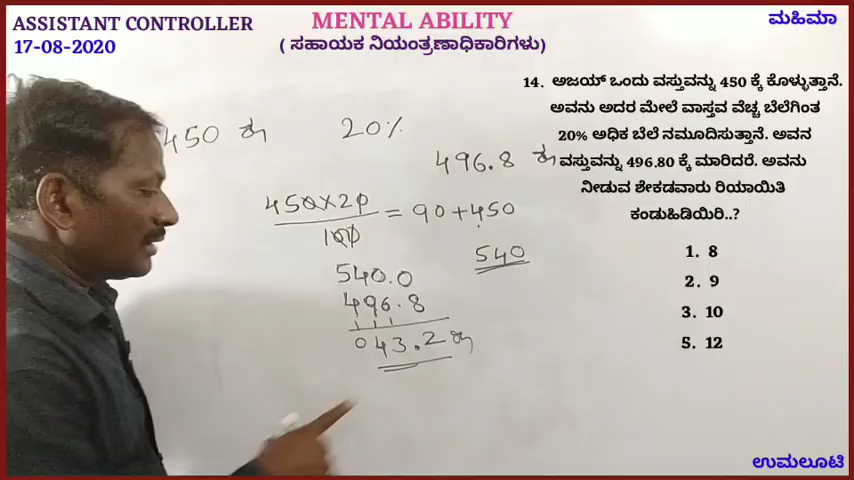 ASSISTANT CONTROLLER
17-08-2020
MENTAL ABILITY
( ಸಹಾಯಕ ನಿಯಂತ್ರಣಾಧಿಕಾರಿಗಳು)
ಮಹಿಮಾ
14. ಅಜಯ್ ಒಂದು ವಸ್ತುವನ್ನು 450 ಕ್ಕೆ ಕೊಳ್ಳುತ್ತಾನೆ.
ಅವನು ಅದರ ಮೇಲೆ ವಾಸ್ತವ ವೆಚ್ಚ ಬೆಲೆಗಿಂತ
20% ಅಧಿಕ ಬೆಲೆ ನಮೂದಿಸುತ್ತಾನೆ. ಅವನ
ವಸ್ತುವನ್ನು 496.80 ಕ್ಕೆ ಮಾರಿದರೆ. ಅವನು
ನೀಡುವ ಶೇಕಡವಾರು ರಿಯಾಯಿತಿ
ಕಂಡುಹಿಡಿಯಿರಿ..?
1. 8
2. 9
3. 10
5. 12
450 ರೂ 20%
496.8 ರೂ
450×20
100
= 90+450
540
540.0
496.8
043.2 ರೂ
ಉಮಲೂಟಿ